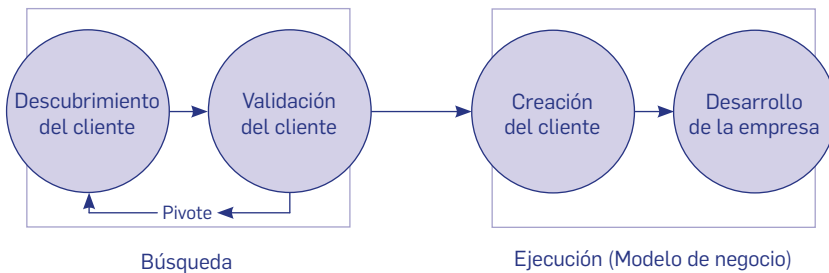 Descubrimiento
del cliente
Validación
del cliente
Creación
del cliente
Desarrollo
de la empresa
Pivote
Búsqueda
Ejecución (Modelo de negocio)